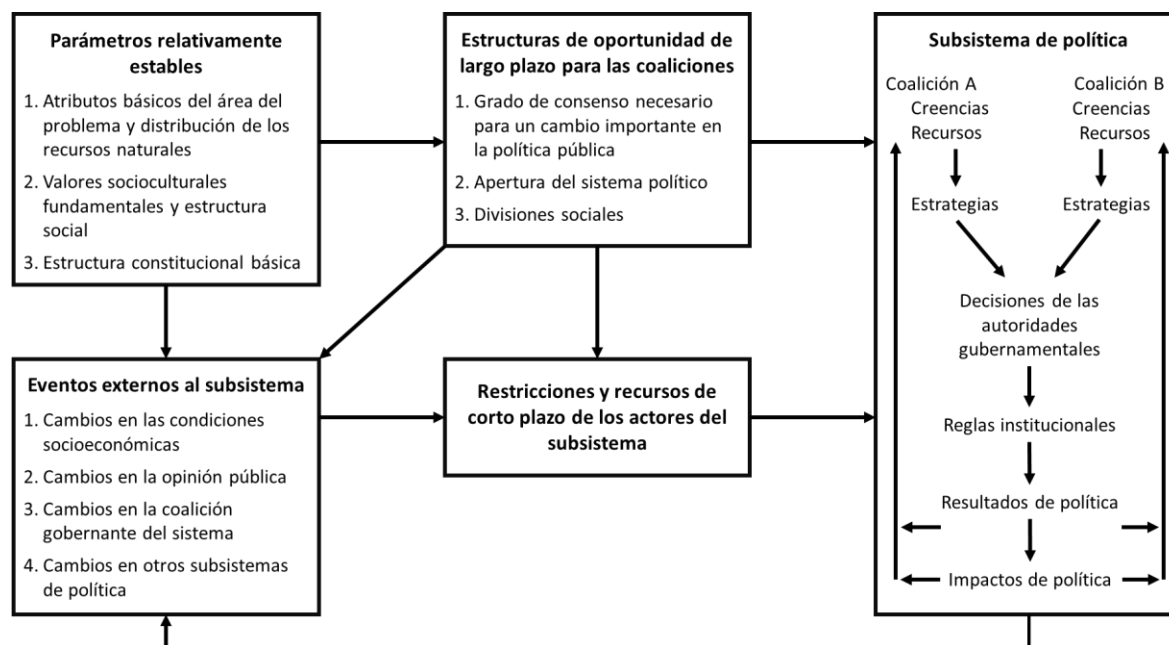 Parámetros relativamente
estables
1. Atributos básicos del área del
problema y distribución de los
recursos naturales
2. Valores socioculturales
fundamentales y estructura
social
3. Estructura constitucional básica
Estructuras de oportunidad de
largo plazo para las coaliciones
1. Grado de consenso necesario
para un cambio importante en
la política pública
2. Apertura del sistema político
3. Divisiones sociales
Eventos externos al subsistema
1. Cambios en las condiciones
socioeconómicas
2. Cambios en la opinión pública
3. Cambios en la coalición
gobernante del sistema
4. Cambios en otros subsistemas
de política
Restricciones y recursos de
corto plazo de los actores del
subsistema
Subsistema de política
Coalición A
Creencias
Recursos
Estrategias
Coalición B
Creencias
Recursos
Estrategias
Decisiones de las
autoridades
gubernamentales
Reglas institucionales
Resultados de política
Impactos de política